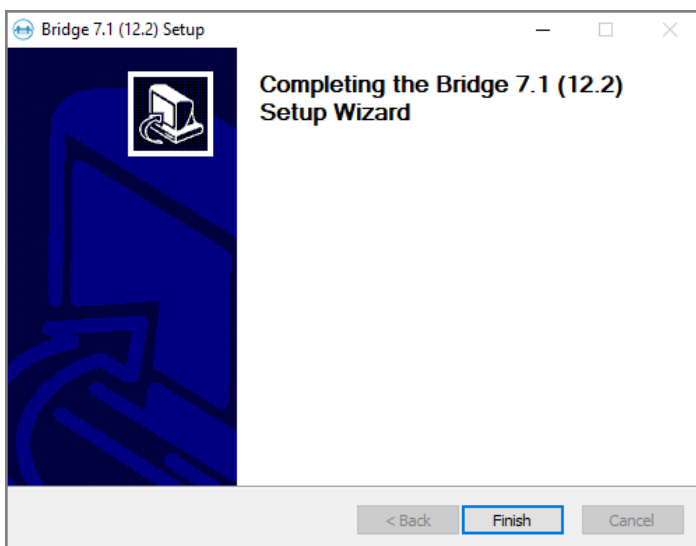 Bridge 7.1 (12.2) Setup
Completing the Bridge 7.1 (12.2)
Setup Wizard
< Back
Finish
Cancel